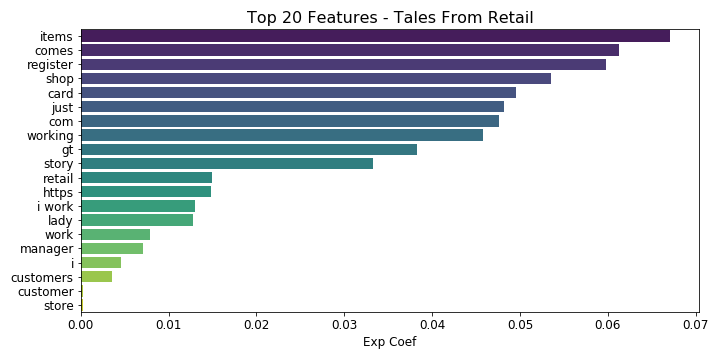 Top 20 Features - Tales From Retail
items
comes
register
shop
card
just
com
working
gt
story
retail
https
i work
lady
work
manager
i
customers
customer
store
0.00 0.01 0.02 0.03 0.04 0.05 0.06 0.07
Exp Coef